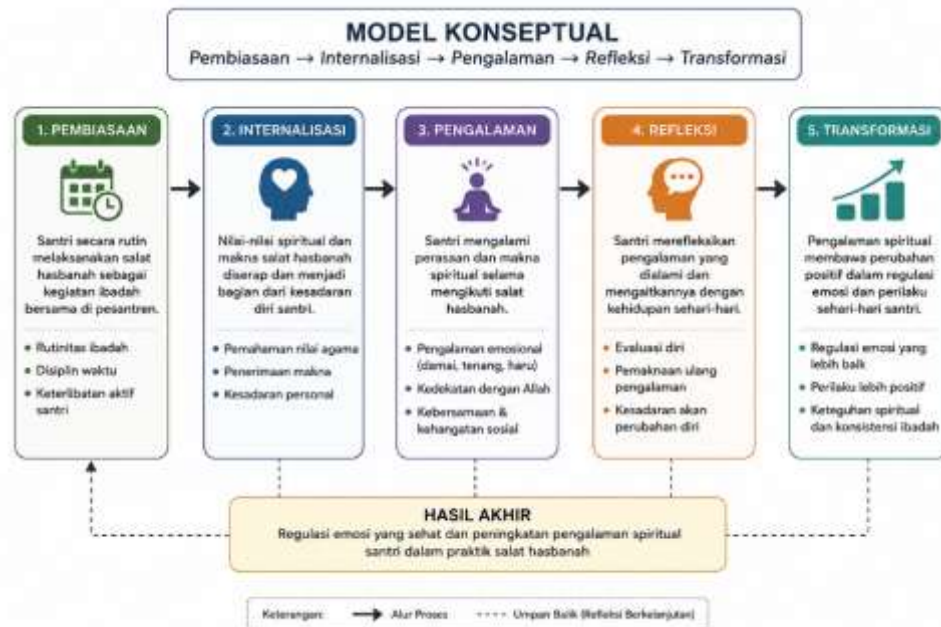 MODEL KONSEPTUAL
Pembiasaan → Internalisasi → Pengalaman → Refleksi → Transformasi
1. PEMBIASAAN
Santri secara rutin
melaksanakan salat
hasbanah sebagai
kegiatan ibadah
bersama di pesantren.
• Rutinitas ibadah
• Disiplin waktu
• Keterlibatan aktif
santri
2. INTERNALISASI
Nilai-nilai spiritual dan
makna salat hasbanah
diserap dan menjadi
bagian dari kesadaran
diri santri.
• Pemahaman nilai agama
• Penerimaan makna
• Kesadaran personal
3. PENGALAMAN
Santri mengalami
perasaan dan makna
spiritual selama
mengikuti salat
hasbanah.
• Pengalaman emosional
(damai, tenang, haru)
• Kedekatan dengan Allah
• Kebersamaan &
kehangatan sosial
4. REFLEKSI
Santri merefleksikan
pengalaman yang
dialami dan
mengaitkannya dengan
kehidupan sehari-hari.
• Evaluasi diri
• Pemaknaan ulang
pengalaman
• Kesadaran akan
perubahan diri
5. TRANSFORMASI
Pengalaman spiritual
membawa perubahan
positif dalam regulasi
emosi dan perilaku
sehari-hari santri.
• Regulasi emosi yang
lebih baik
• Perilaku lebih positif
• Keteguhan spiritual
dan konsistensi ibadah
HASIL AKHIR
Regulasi emosi yang sehat dan peningkatan pengalaman spiritual
santri dalam praktik salat hasbanah
Keterangan: → Alur Proses ---- Umpan Balik (Refleksi Berkelanjutan)